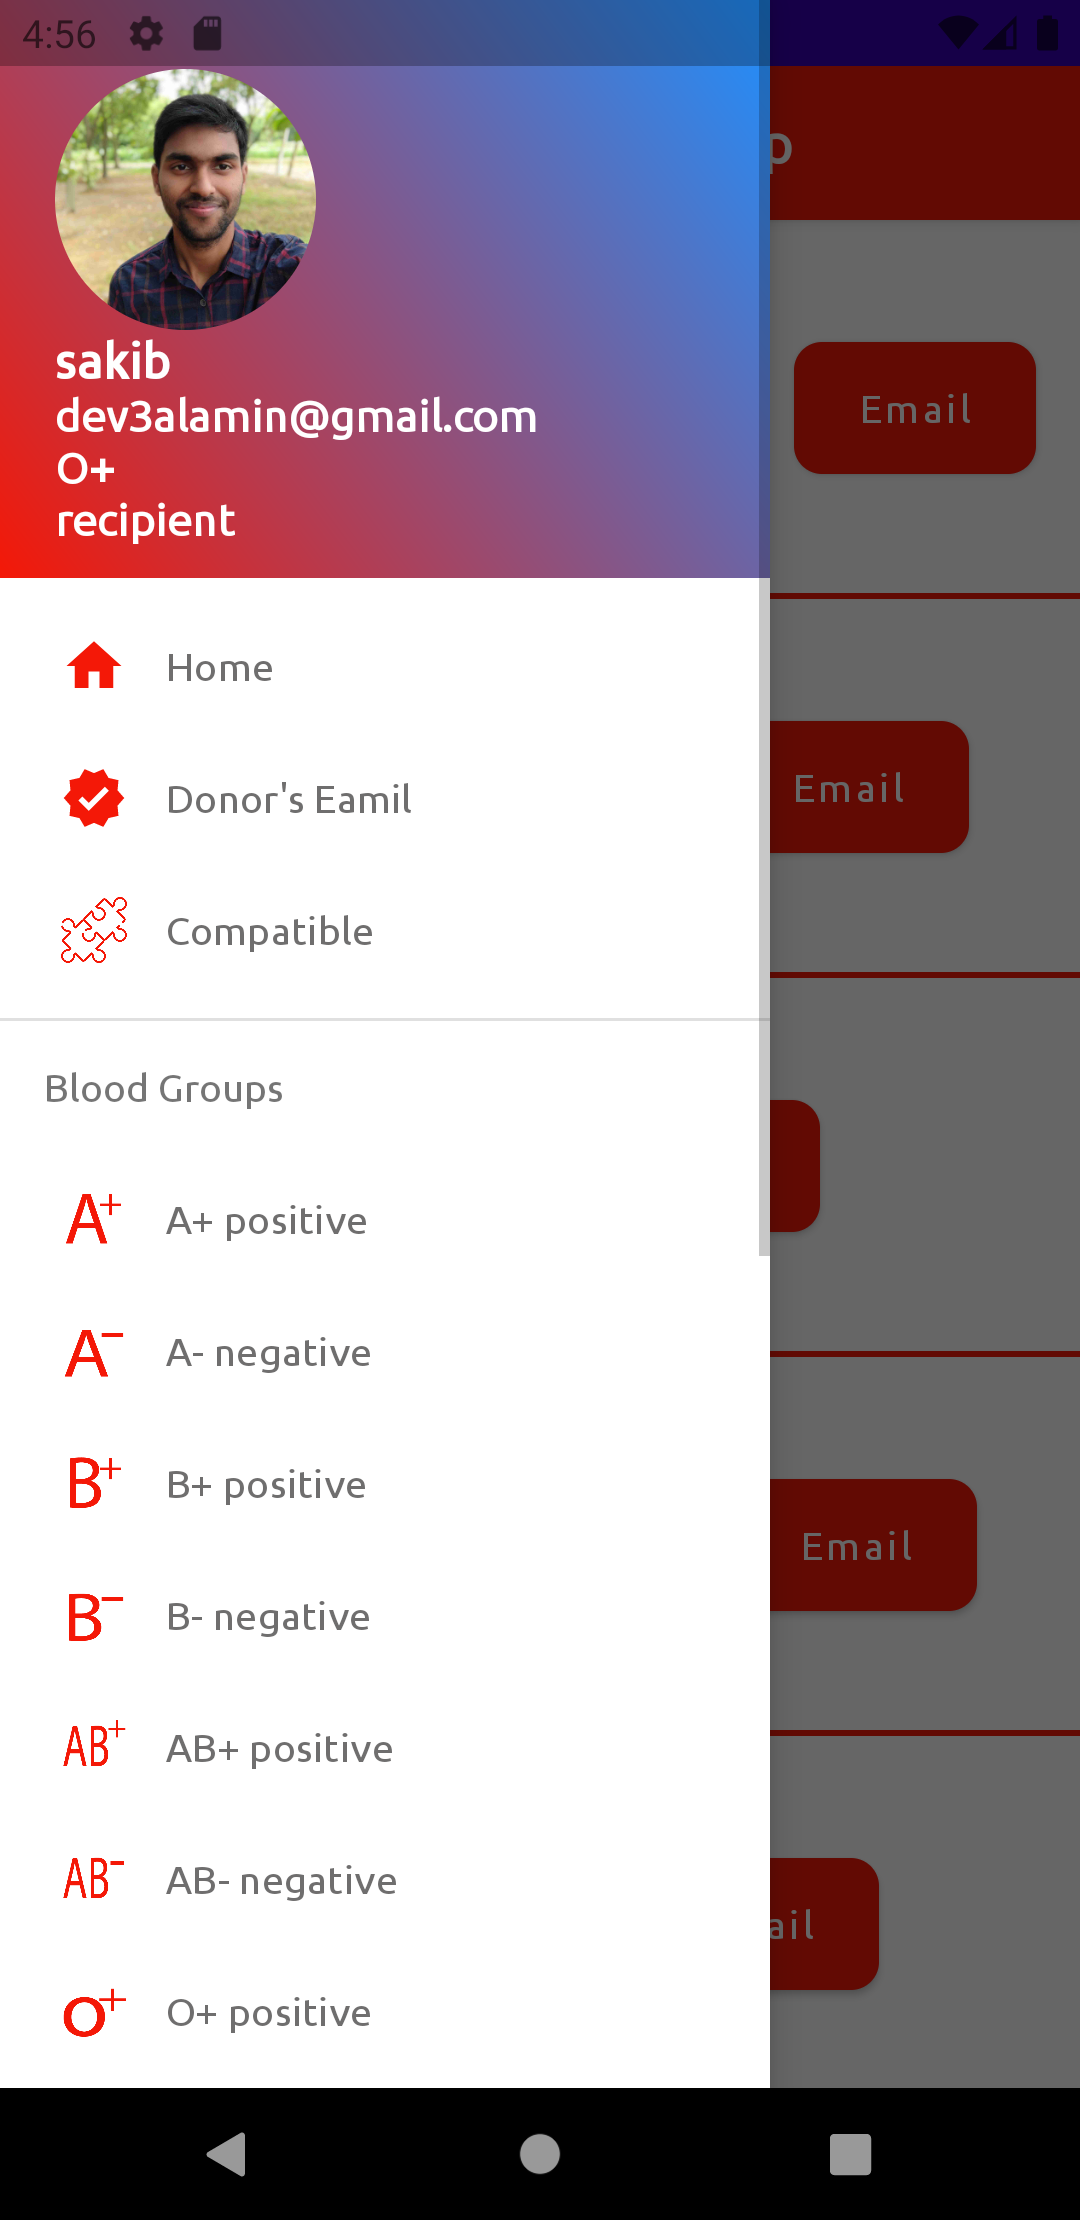 4:56
p
sakib
dev3alamin@gmail.com
O+
recipient
Email
Home
Donor's Eamil
Email
Compatible
Blood Groups
A+ A+ positive
A- A- negative
B+ B+ positive
Email
B- B- negative
AB+ AB+ positive
AB- AB- negative
ail
O+ O+ positive